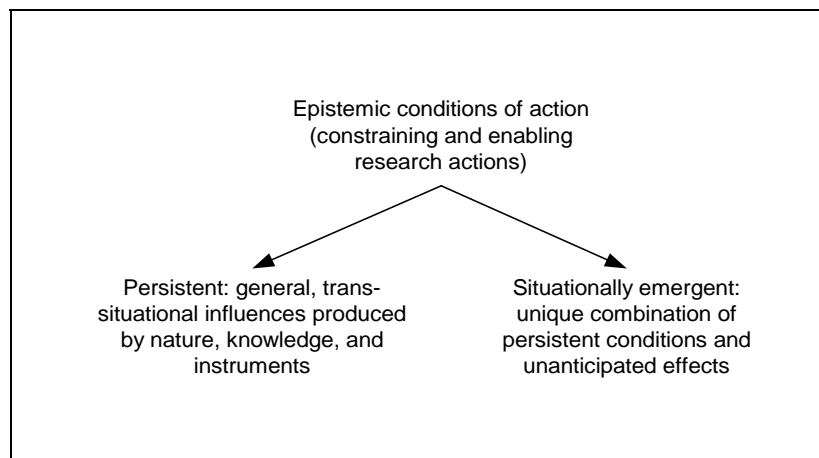 Epistemic conditions of action
(constraining and enabling
research actions)
Persistent: general, trans-
situational influences produced
by nature, knowledge, and
instruments
Situationally emergent:
unique combination of
persistent conditions and
unanticipated effects